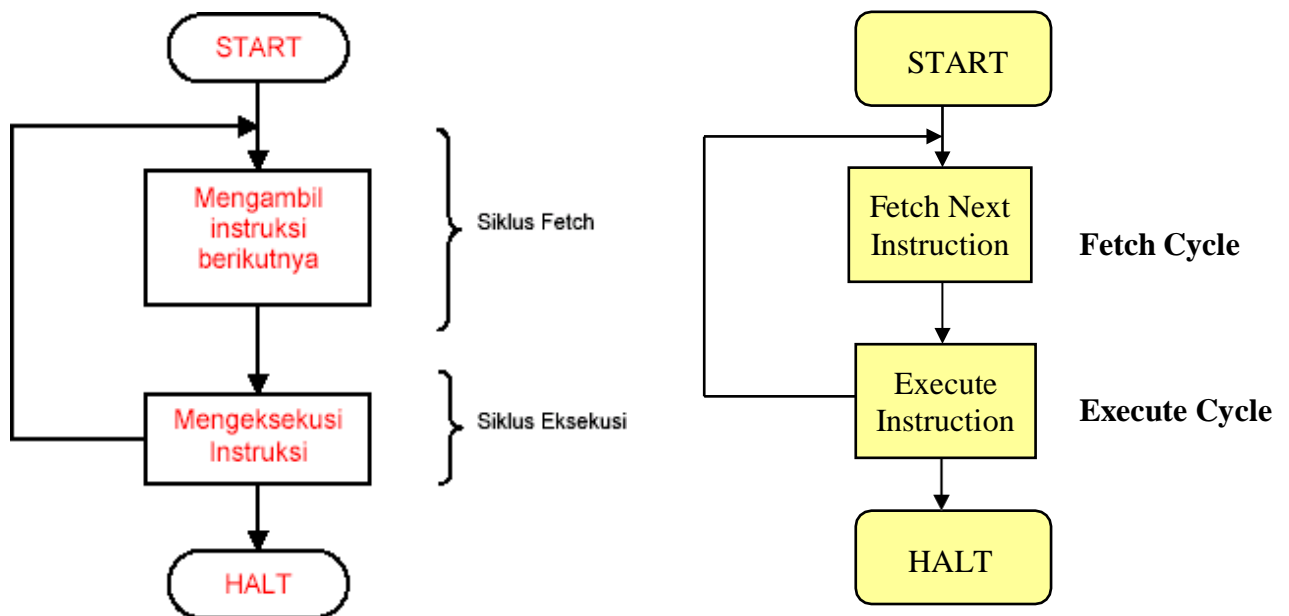 START
Mengambil
instruksi
berikutnya
Siklus Fetch
Mengeksekusi
Instruksi
Siklus Eksekusi
HALT
START
Fetch Next
Instruction
Fetch Cycle
Execute
Instruction
Execute Cycle
HALT